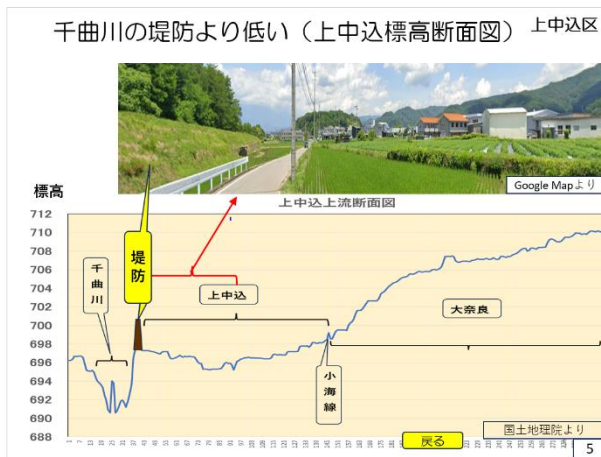 千曲川の堤防より低い（上中込標高断面図）
上中込区
Google Mapより
標高
上中込上流断面図
712
710
708
706
704
702
700
698
696
694
692
690
688
千曲川
堤防
上中込
小海線
大奈良
国土地理院より
戻る
5